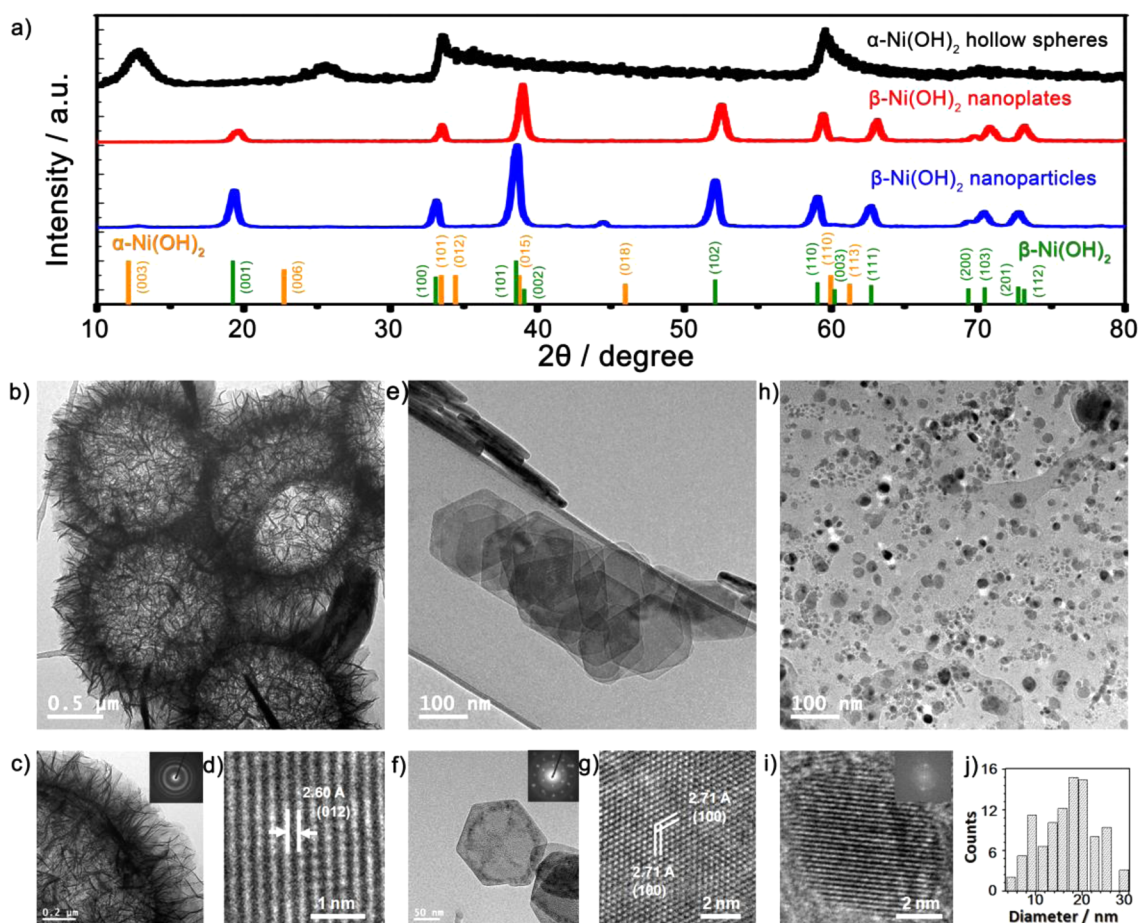 a)
Intensity / a.u.
α-Ni(OH)2 hollow spheres
β-Ni(OH)2 nanoplates
β-Ni(OH)2 nanoparticles
α-Ni(OH)2
β-Ni(OH)2
(003)
(001)
(006)
(100)
(101)
(012)
(101)
(015)
(002)
(018)
(102)
(110)
(110)
(003)
(113)
(111)
(200)
(103)
(201)
(112)
10 20 30 40 50 60 70 80
2θ / degree
b)
0.5 μm
e)
100 nm
h)
100 nm
c)
0.2 μm
d)
2.60 A
(012)
1 nm
f)
50 nm
g)
2.71 A
(100)
2.71 A
(100)
2 nm
i)
2 nm
j)
Counts
16
12
8
4
0
10 20 30
Diameter / nm